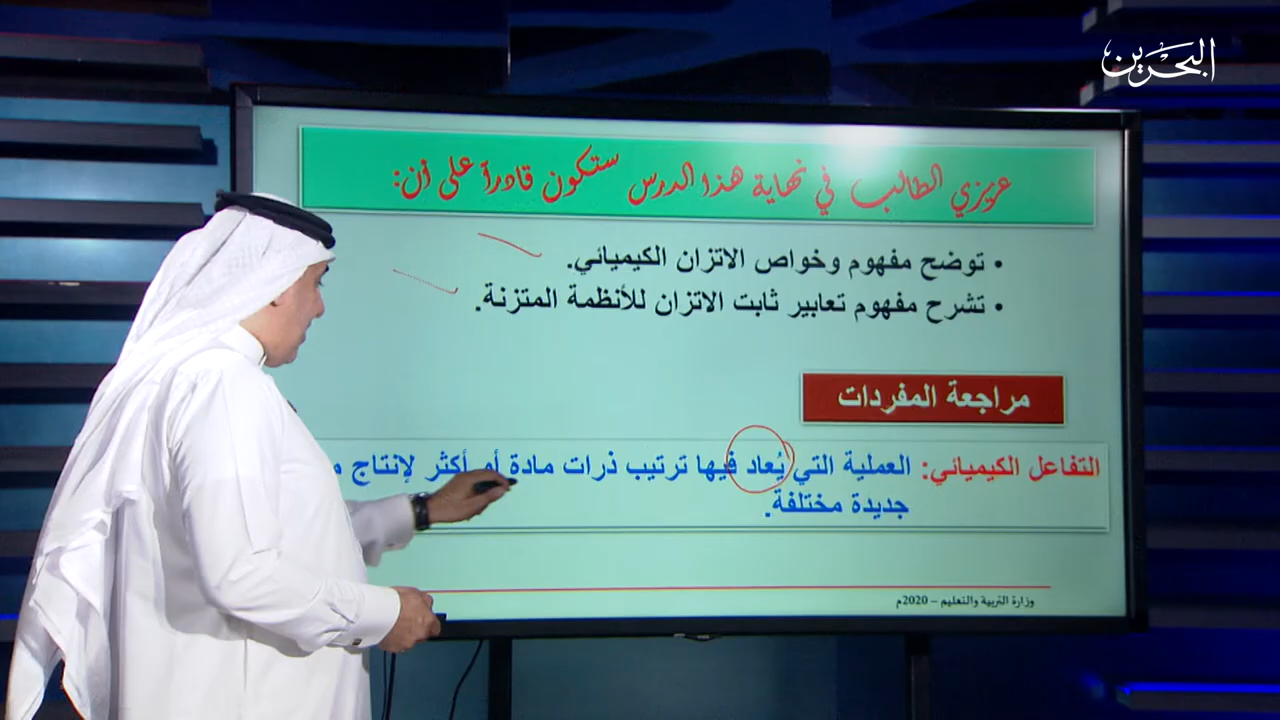 البحرين
عزيزي الطالب في نهاية هذا الدرس ستكون قادراً على أن:
• توضح مفهوم وخواص الاتزان الكيميائي.
• تشرح مفهوم تعابير ثابت الاتزان للأنظمة المتزنة.
مراجعة المفردات
التفاعل الكيميائي: العملية التي يُعاد فيها ترتيب ذرات مادة أو أكثر لإنتاج
جديدة مختلفة.
وزارة التربية والتعليم – 2020م